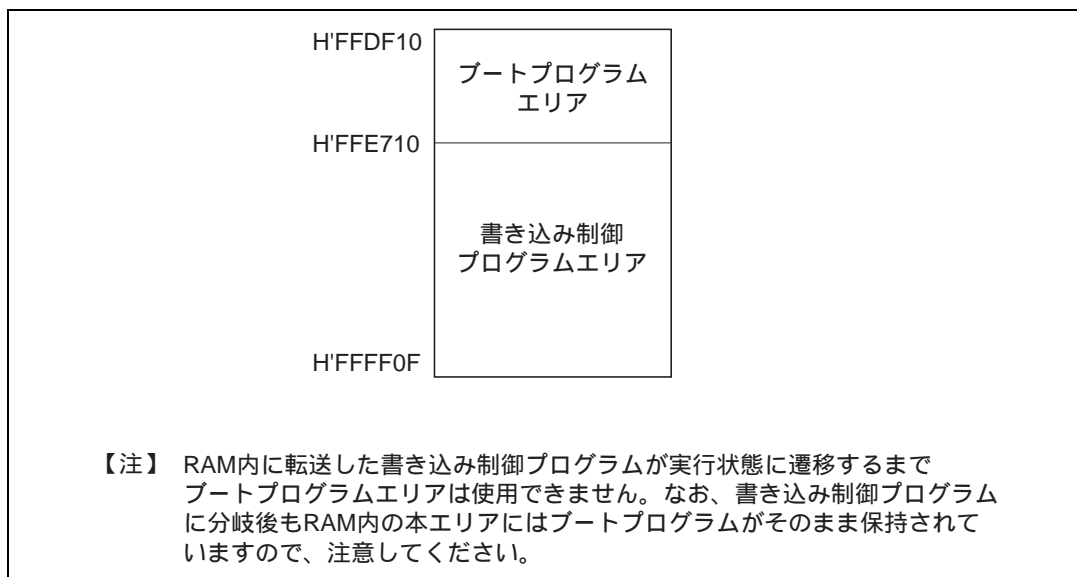 H'FFDF10
ブートプログラム
エリア
H'FFE710
書き込み制御
プログラムエリア
H'FFFF0F
【注】 RAM内に転送した書き込み制御プログラムが実行状態に遷移するまで
ブートプログラムエリアは使用できません。なお、書き込み制御プログラム
に分岐後もRAM内の本エリアにはブートプログラムがそのまま保持されて
いますので、注意してください。